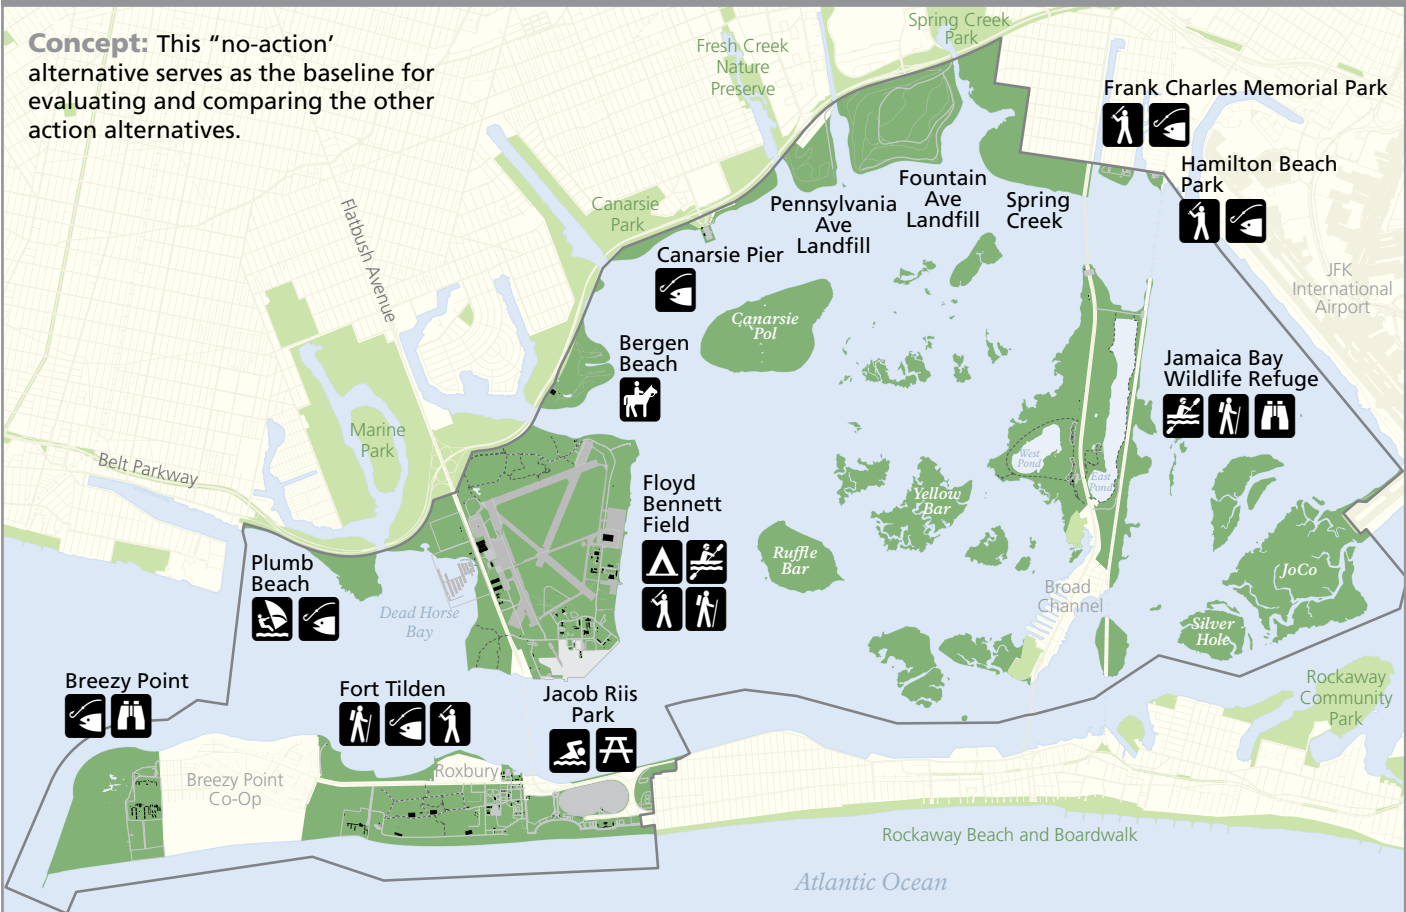 Concept: This “no-action’
alternative serves as the baseline for
evaluating and comparing the other
action alternatives.
Spring Creek
Park
Fresh Creek
Nature
Preserve
Frank Charles Memorial Park
Hamilton Beach
Park
Fountain
Ave
Landfill
Pennsylvania
Ave
Landfill
Spring
Creek
Canarsie
Park
Flatbush Avenue
Canarsie Pier
JFK
International
Airport
Canarsie
Pol
Bergen
Beach
Jamaica Bay
Wildlife Refuge
Marine
Park
Belt Parkway
West
Pond
East
Pond
Floyd
Bennett
Field
Yellow
Bar
Ruffle
Bar
Plumb
Beach
JoCo
Dead Horse
Bay
Broad
Channel
Silver
Hole
Breezy Point
Fort Tilden
Jacob Riis
Park
Rockaway
Community
Park
Breezy Point
Co-Op
Roxbury
Rockaway Beach and Boardwalk
Atlantic Ocean